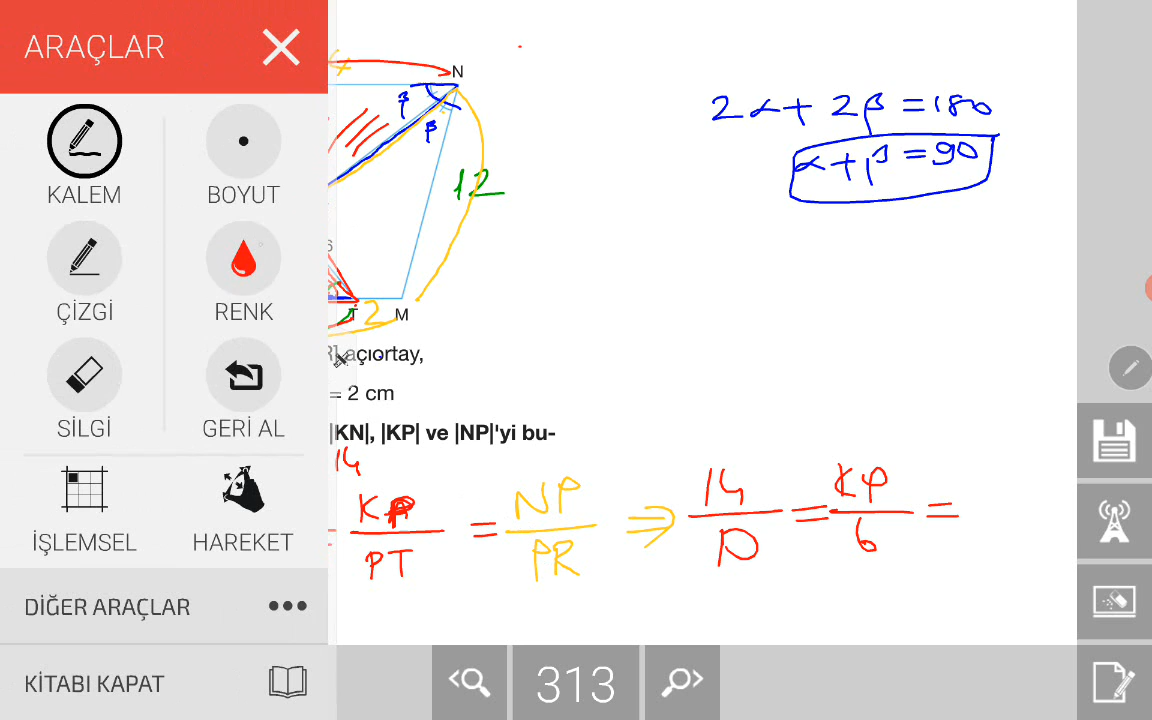 ARAÇLAR
KALEM
BOYUT
ÇİZGİ
RENK
SİLGİ
GERİ AL
İŞLEMSEL
HAREKET
DİĞER ARAÇLAR
KİTABI KAPAT
N
β
β
12
6
T
2
M
açıortay,
= 2 cm
|KN|, |KP| ve |NP|'yi bu-
14
2α + 2β = 180
α + β = 90
= KP/PT = NP/PR ⇒ 14/10 = KP/6 =
313